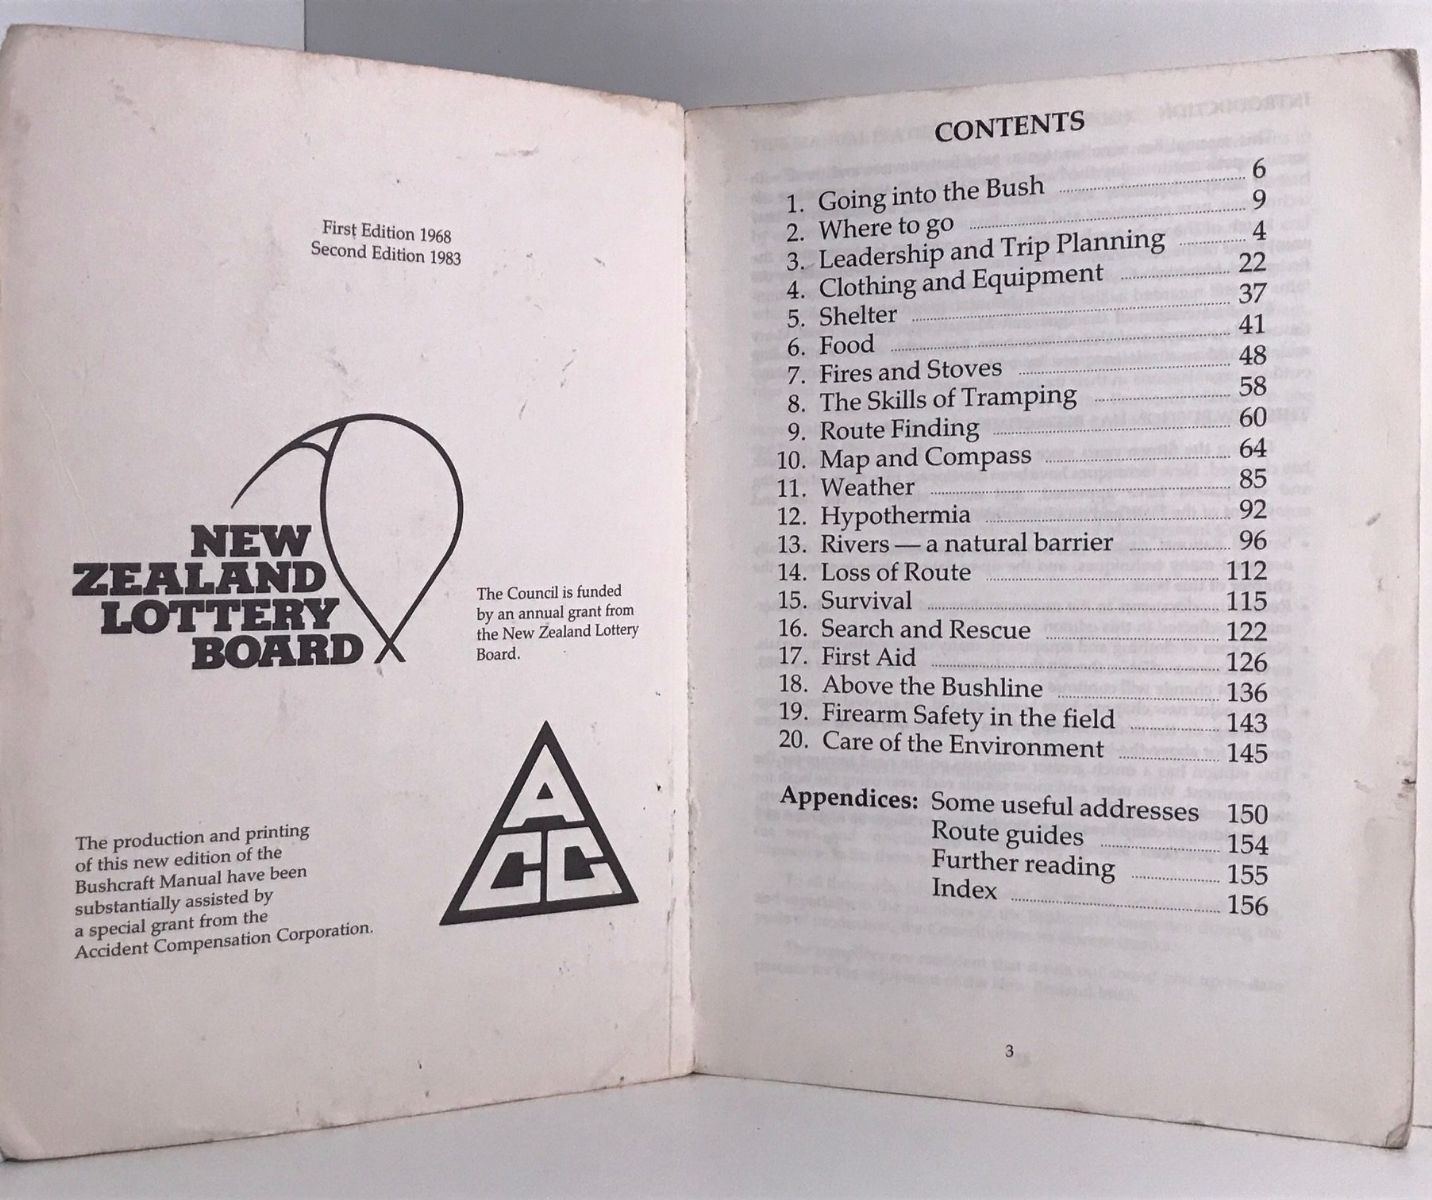 First Edition 1968
Second Edition 1983
NEW
ZEALAND
LOTTERY
BOARD
The Council is funded
by an annual grant from
the New Zealand Lottery
Board.
ACC
The production and printing
of this new edition of the
Bushcraft Manual have been
substantially assisted by
a special grant from the
Accident Compensation Corporation.
CONTENTS
1. Going into the Bush 6
2. Where to go 9
3. Leadership and Trip Planning 4
4. Clothing and Equipment 22
5. Shelter 37
6. Food 41
7. Fires and Stoves 48
8. The Skills of Tramping 58
9. Route Finding 60
10. Map and Compass 64
11. Weather 85
12. Hypothermia 92
13. Rivers — a natural barrier 96
14. Loss of Route 112
15. Survival 115
16. Search and Rescue 122
17. First Aid 126
18. Above the Bushline 136
19. Firearm Safety in the field 143
20. Care of the Environment 145
Appendices: Some useful addresses 150
Route guides 154
Further reading 155
Index 156
3